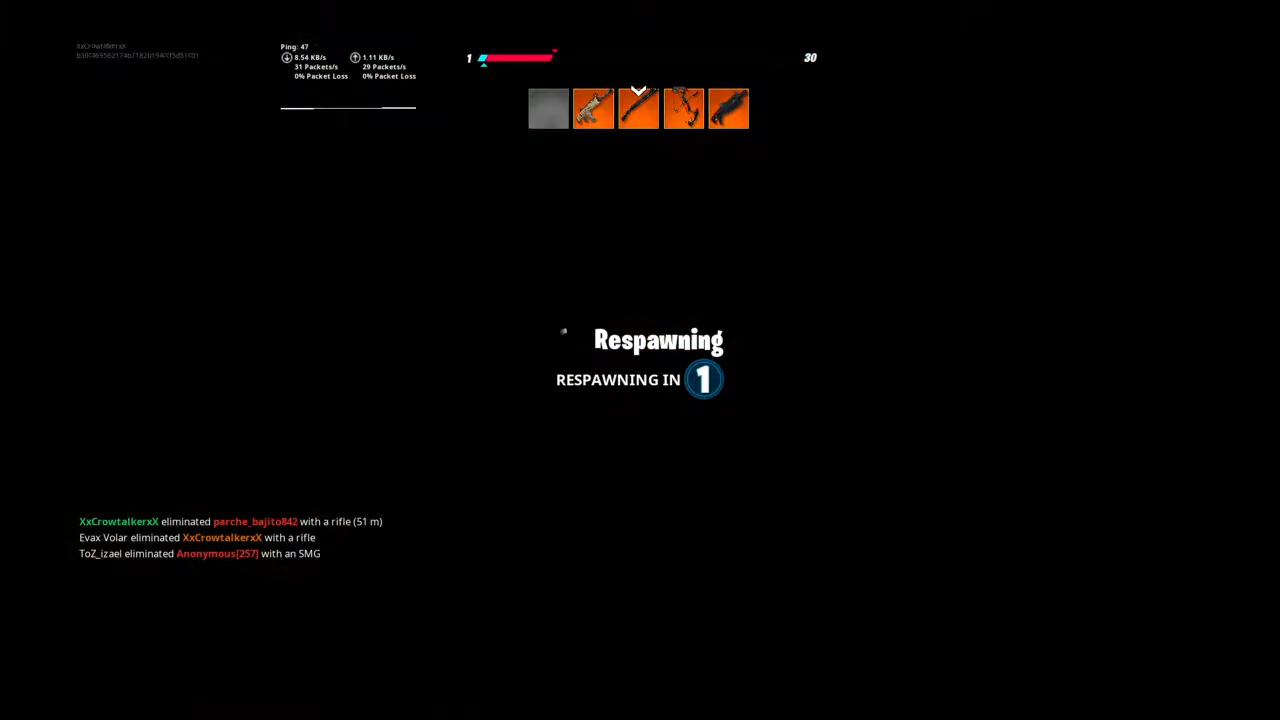 XxCrowtalkerxX
Ping: 47
8.54 KB/s 1.11 KB/s
31 Packets/s 29 Packets/s
0% Packet Loss 0% Packet Loss
1 30
Respawning
RESPAWNING IN 1
XxCrowtalkerxX eliminated parche_bajito842 with a rifle (51 m)
Evax Volar eliminated XxCrowtalkerxX with a rifle
ToZ_izael eliminated Anonymous[257] with an SMG